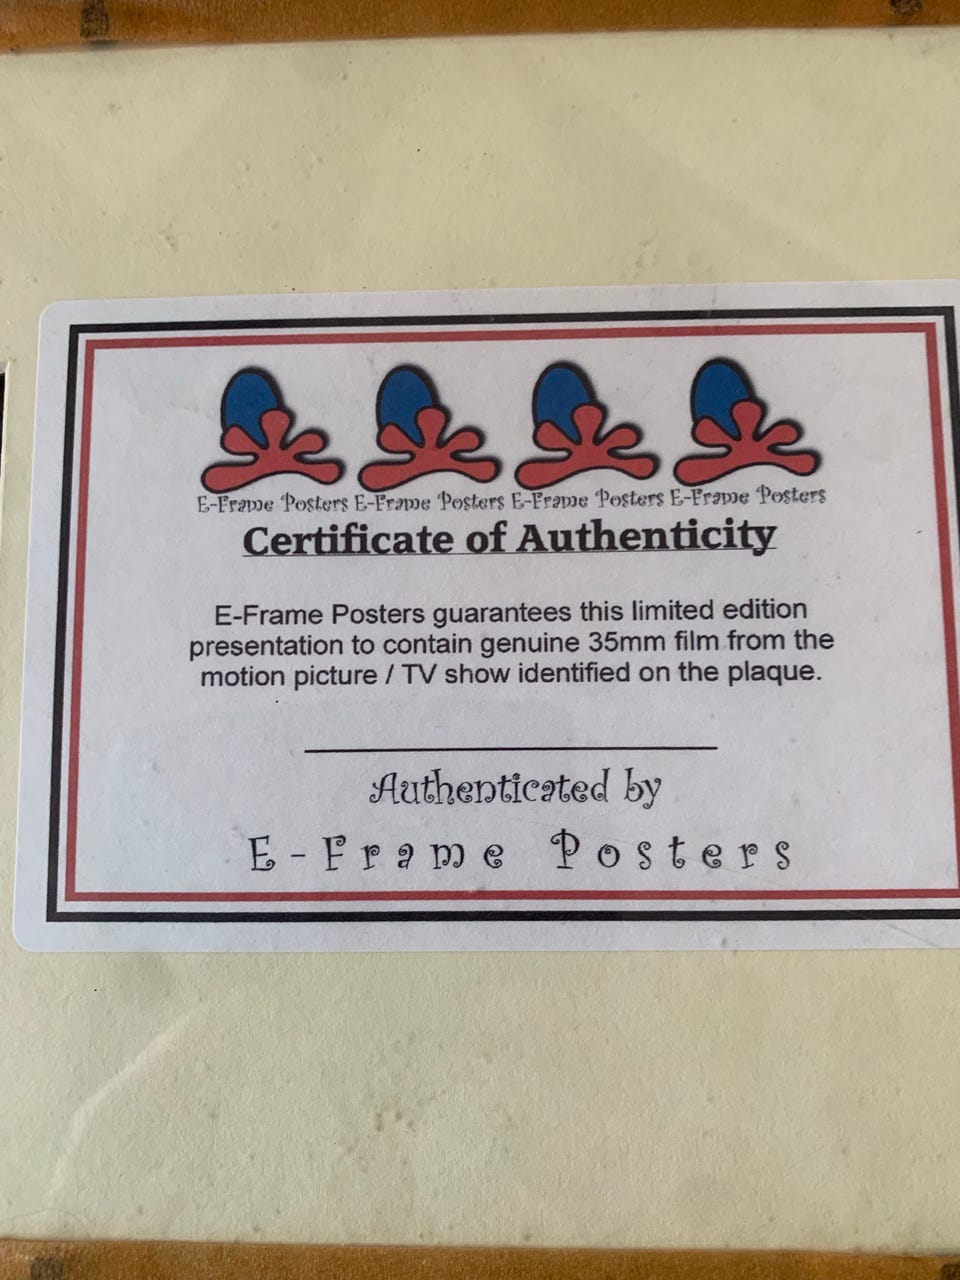 E-Frame Posters E-Frame Posters E-Frame Posters E-Frame Posters
Certificate of Authenticity
E-Frame Posters guarantees this limited edition
presentation to contain genuine 35mm film from the
motion picture / TV show identified on the plaque.
Authenticated by
E-Frame Posters